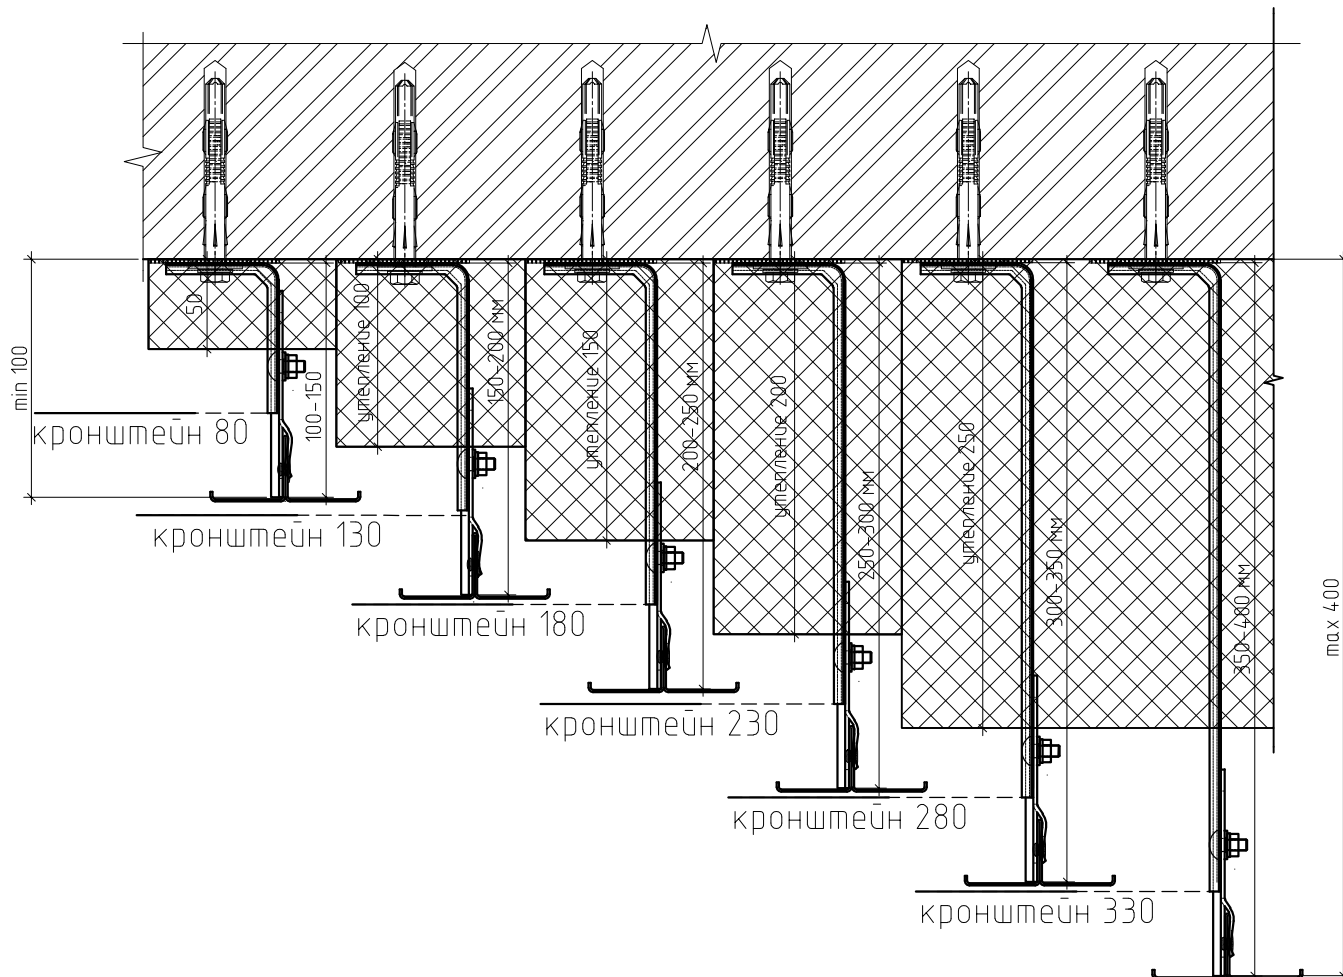 min 100
50
100-150
кронштейн 80
утепление 100
150-200 мм
кронштейн 130
утепление 150
200-250 мм
кронштейн 180
утепление 200
250-300 мм
кронштейн 230
утепление 250
300-350 мм
кронштейн 280
350-480 мм
кронштейн 330
max 400